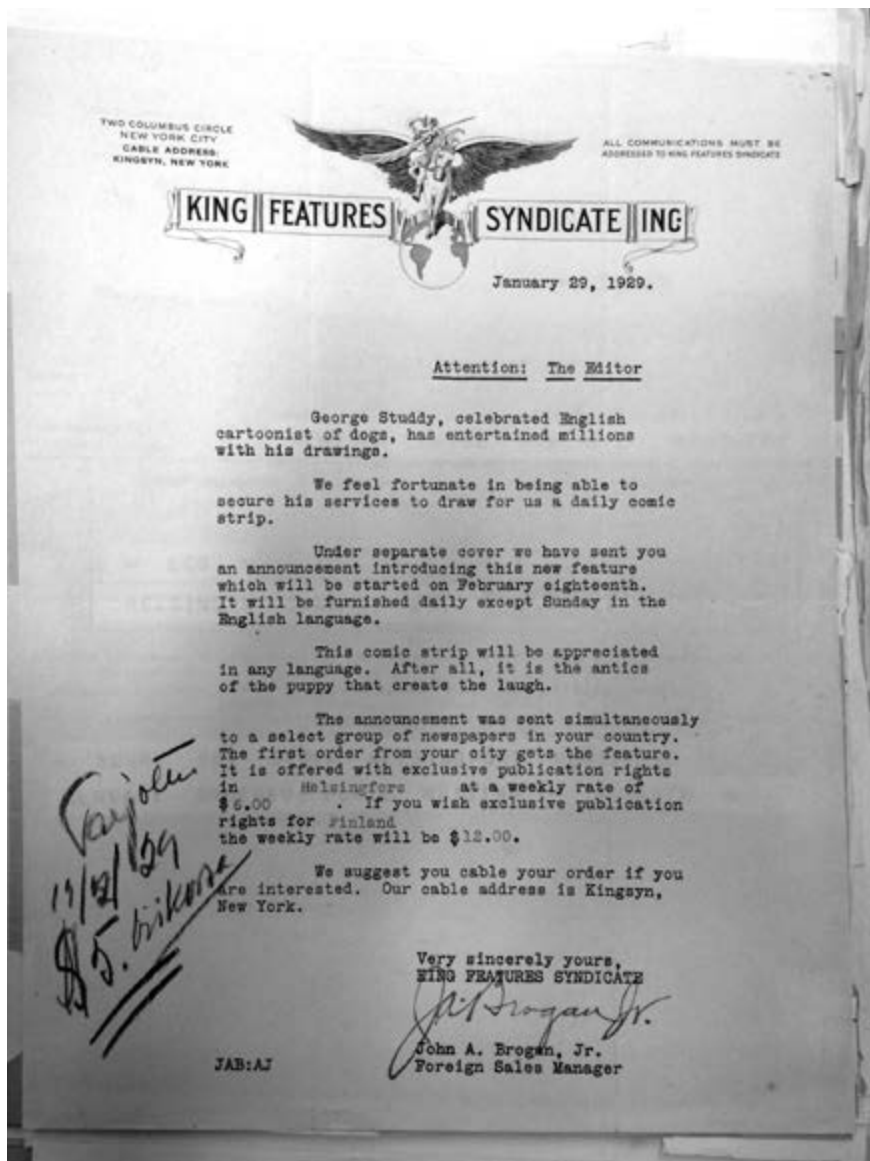 TWO COLUMBUS CIRCLE
NEW YORK CITY
CABLE ADDRESS:
KINGSYN, NEW YORK
ALL COMMUNICATIONS MUST BE
ADDRESSED TO KING FEATURES SYNDICATE
KING FEATURES SYNDICATE INC
January 29, 1929.
Attention: The Editor
George Studdy, celebrated English
cartoonist of dogs, has entertained millions
with his drawings.
We feel fortunate in being able to
secure his services to draw for us a daily comic
strip.
Under separate cover we have sent you
an announcement introducing this new feature
which will be started on February eighteenth.
It will be furnished daily except Sunday in the
English language.
This comic strip will be appreciated
in any language. After all, it is the antics
of the puppy that create the laugh.
The announcement was sent simultaneously
to a select group of newspapers in your country.
The first order from your city gets the feature.
It is offered with exclusive publication rights
in Helsingfors at a weekly rate of
$6.00 . If you wish exclusive publication
rights for Finland
the weekly rate will be $12.00.
We suggest you cable your order if you
are interested. Our cable address is Kingsyn,
New York.
Very sincerely yours,
KING FEATURES SYNDICATE
J.A. Brogan Jr.
John A. Brogan, Jr.
Foreign Sales Manager
JAB:AJ
$5. viikossa